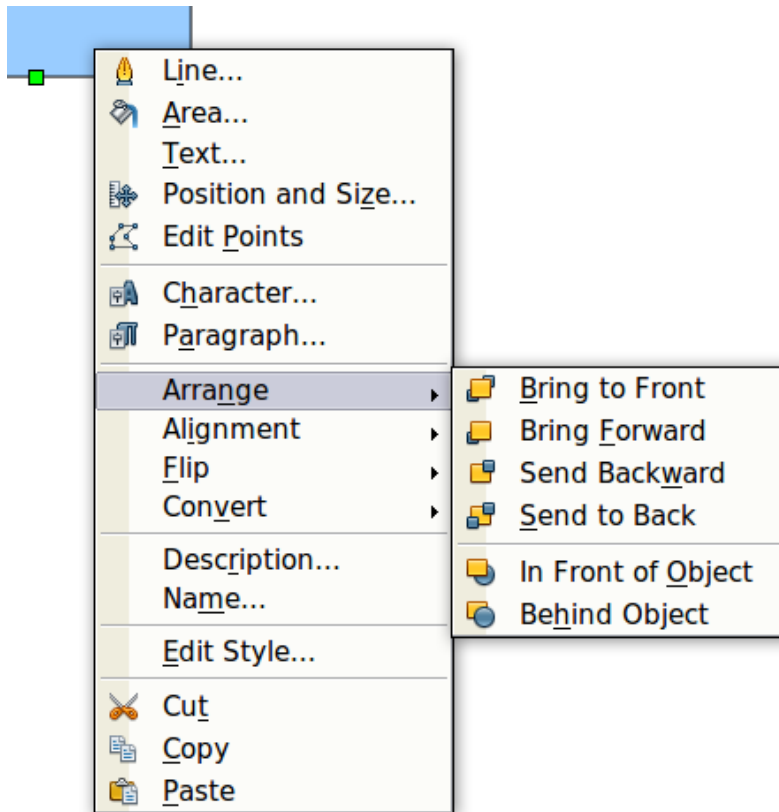 Line...
Area...
Text...
Position and Size...
Edit Points
Character...
Paragraph...
Arrange
Alignment
Flip
Convert
Description...
Name...
Edit Style...
Cut
Copy
Paste
Bring to Front
Bring Forward
Send Backward
Send to Back
In Front of Object
Behind Object